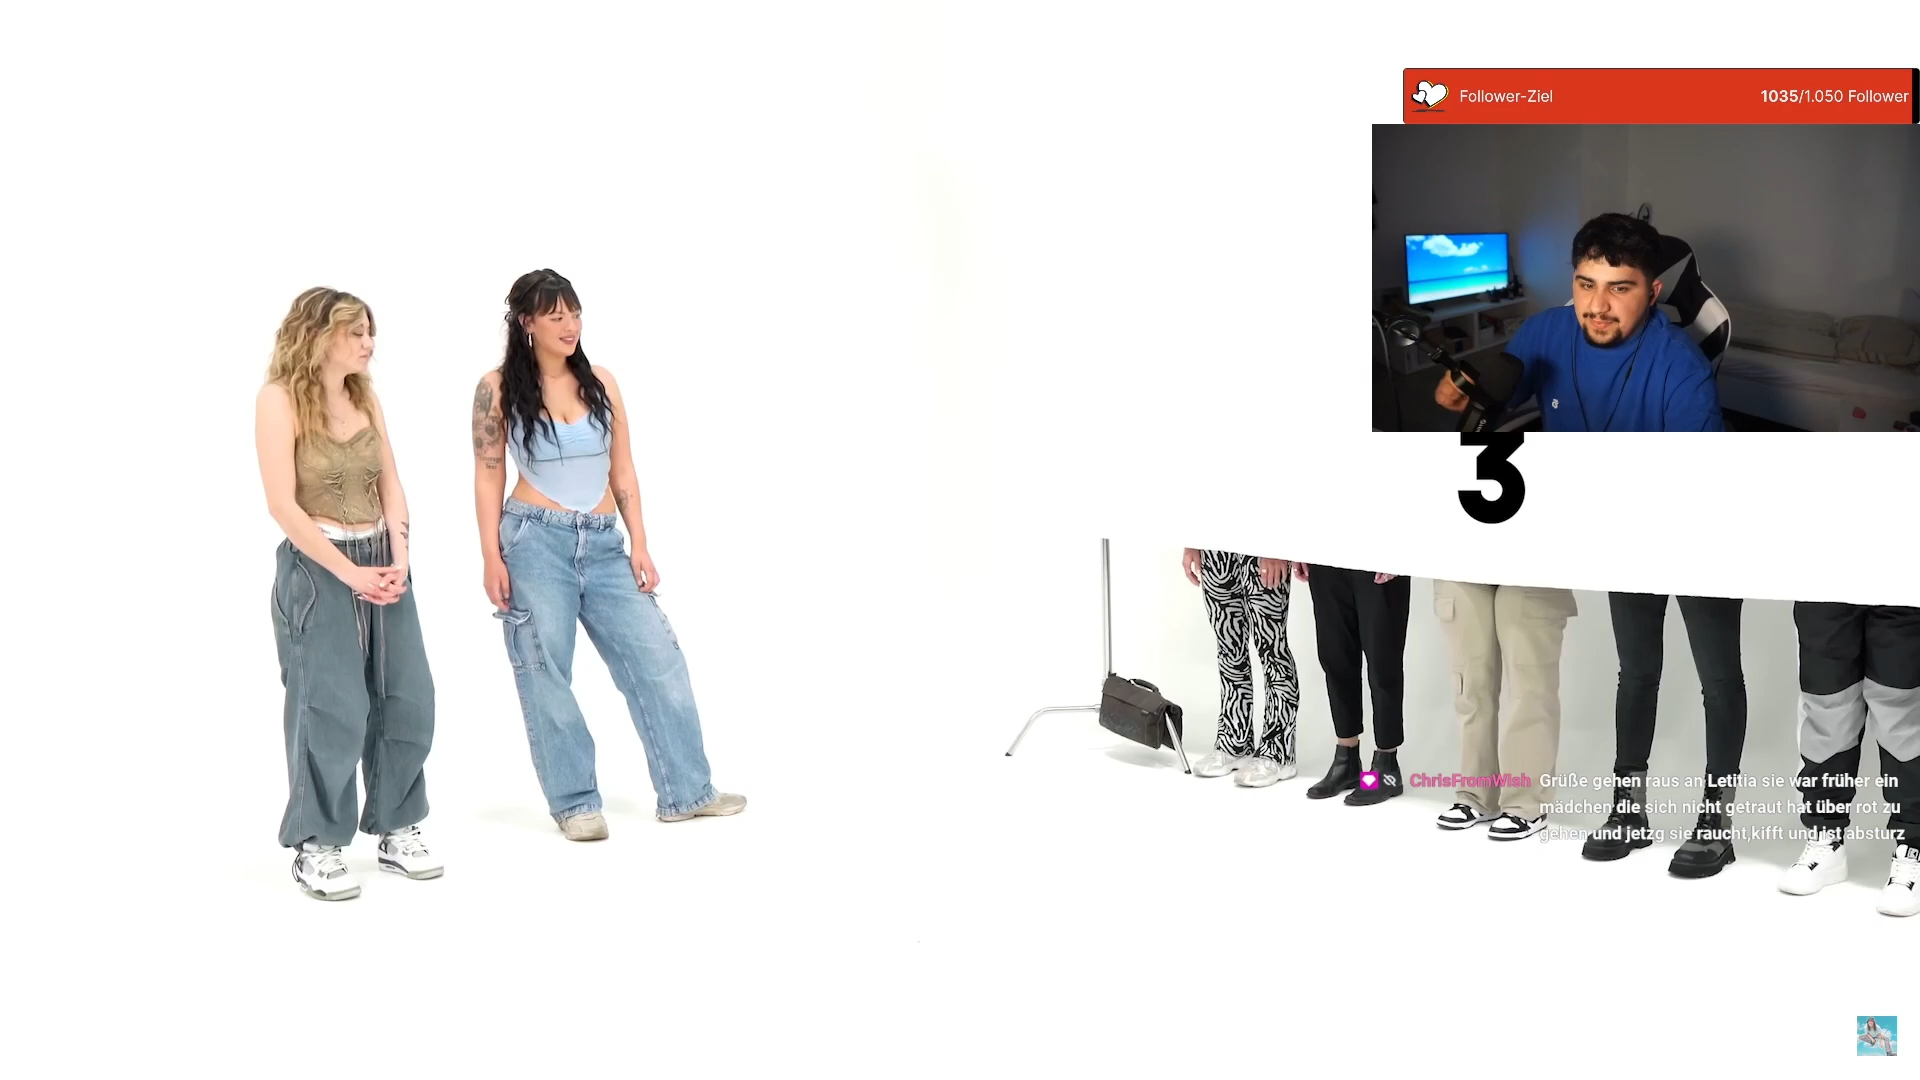 Follower-Ziel 1035/1.050 Follower
3
ChrisFromWish Grüße gehen raus an Letitia sie war früher ein
mädchen die sich nicht getraut hat über rot zu
gehen und jetzg sie raucht,kifft und ist absturz